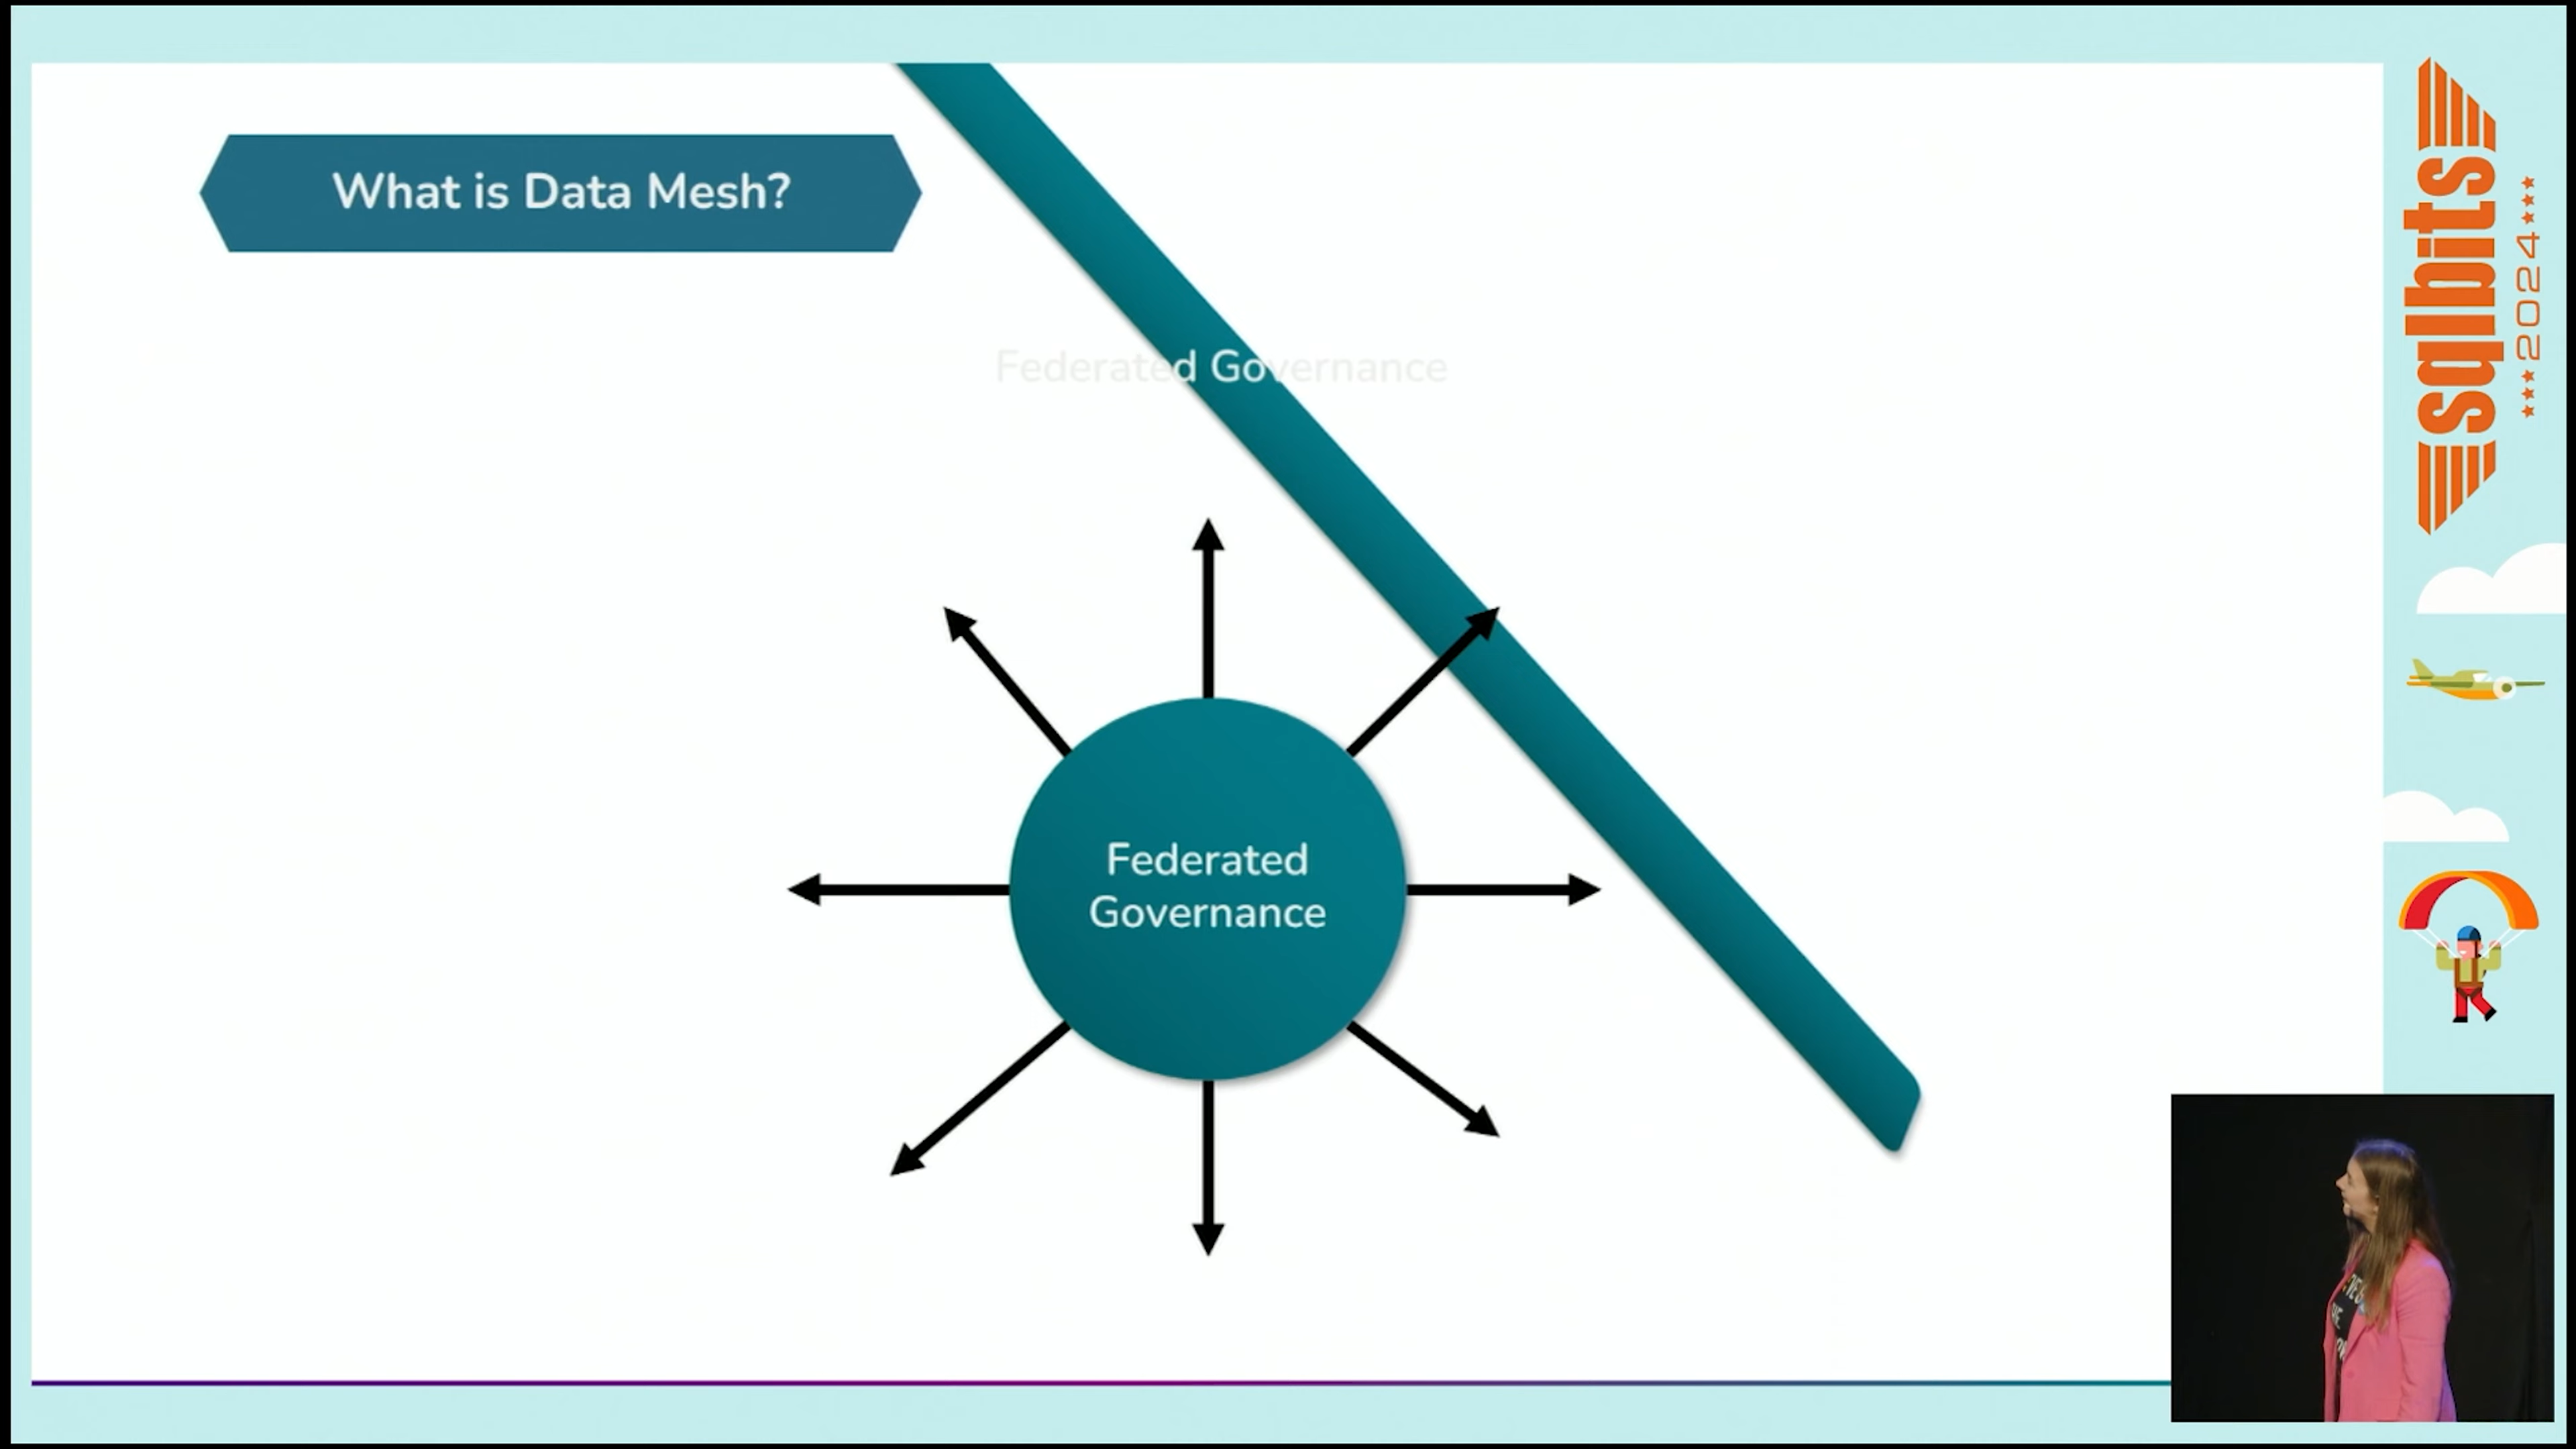 What is Data Mesh?
Federated Governance
Federated
Governance
sqlbits
2024